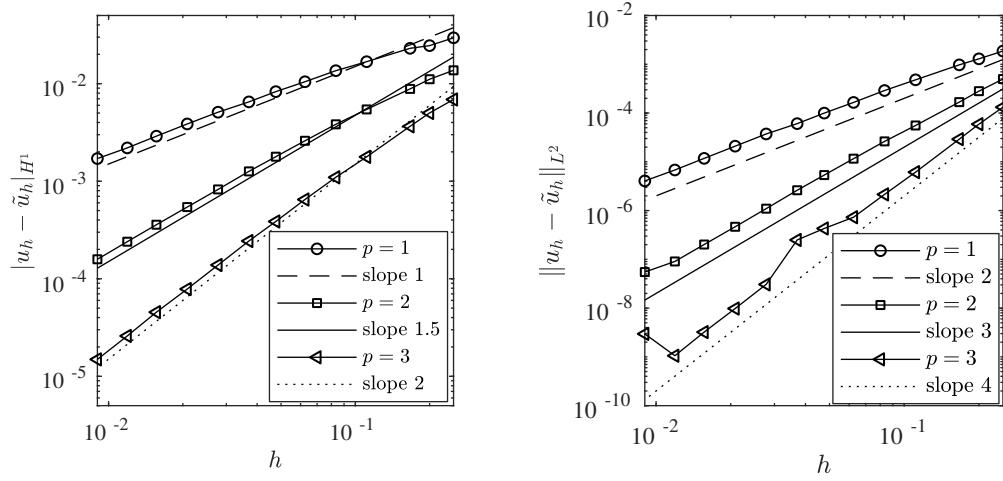 10⁻²
10⁻³
10⁻⁴
10⁻⁵
|u_h − ũ_h|_{H¹}
p = 1
slope 1
p = 2
slope 1.5
p = 3
slope 2
10⁻²
10⁻¹
h
10⁻²
10⁻⁴
10⁻⁶
10⁻⁸
10⁻¹⁰
‖u_h − ũ_h‖_{L²}
p = 1
slope 2
p = 2
slope 3
p = 3
slope 4
10⁻²
10⁻¹
h